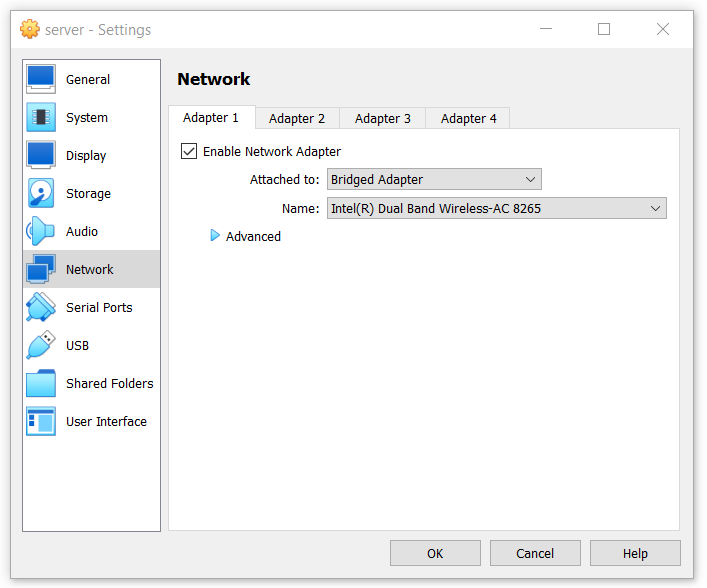 server - Settings
General
System
Display
Storage
Audio
Network
Serial Ports
USB
Shared Folders
User Interface
Network
Adapter 1 Adapter 2 Adapter 3 Adapter 4
Enable Network Adapter
Attached to: Bridged Adapter
Name: Intel(R) Dual Band Wireless-AC 8265
Advanced
OK Cancel Help